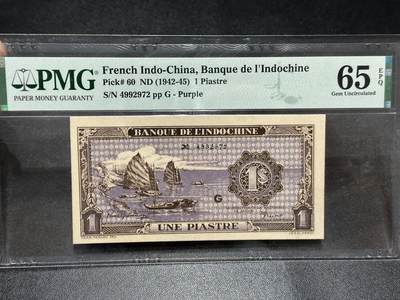 PMG
PAPER MONEY GUARANTY
French Indo-China, Banque de l'Indochine
Pick# 60 ND (1942-45) 1 Piastre
S/N 4992972 pp G - Purple
65 EPQ
Gem Uncirculated
BANQUE DE L'INDOCHINE
4992972
1
G
1
UNE PIASTRE